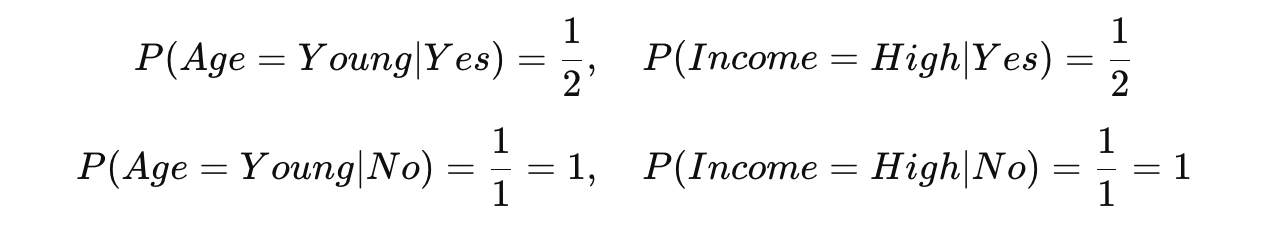 P(Age = Young|Yes) = 1/2, P(Income = High|Yes) = 1/2
P(Age = Young|No) = 1/1 = 1, P(Income = High|No) = 1/1 = 1